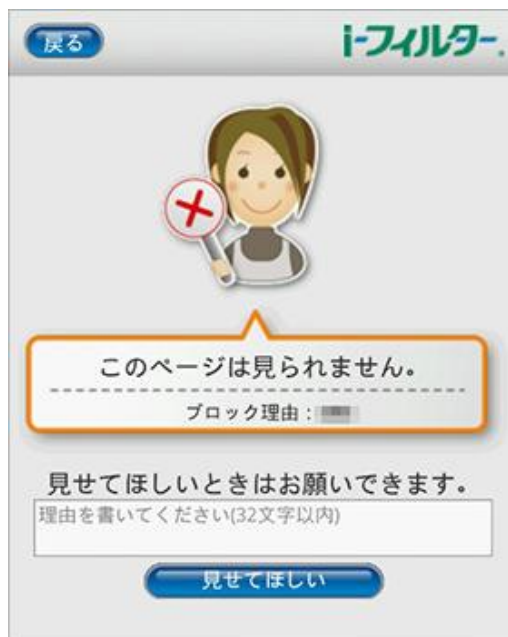 戻る
i-フィルター.
このページは見られません。
ブロック理由:
見せてほしいときはお願いできます。
理由を書いてください(32文字以内)
見せてほしい